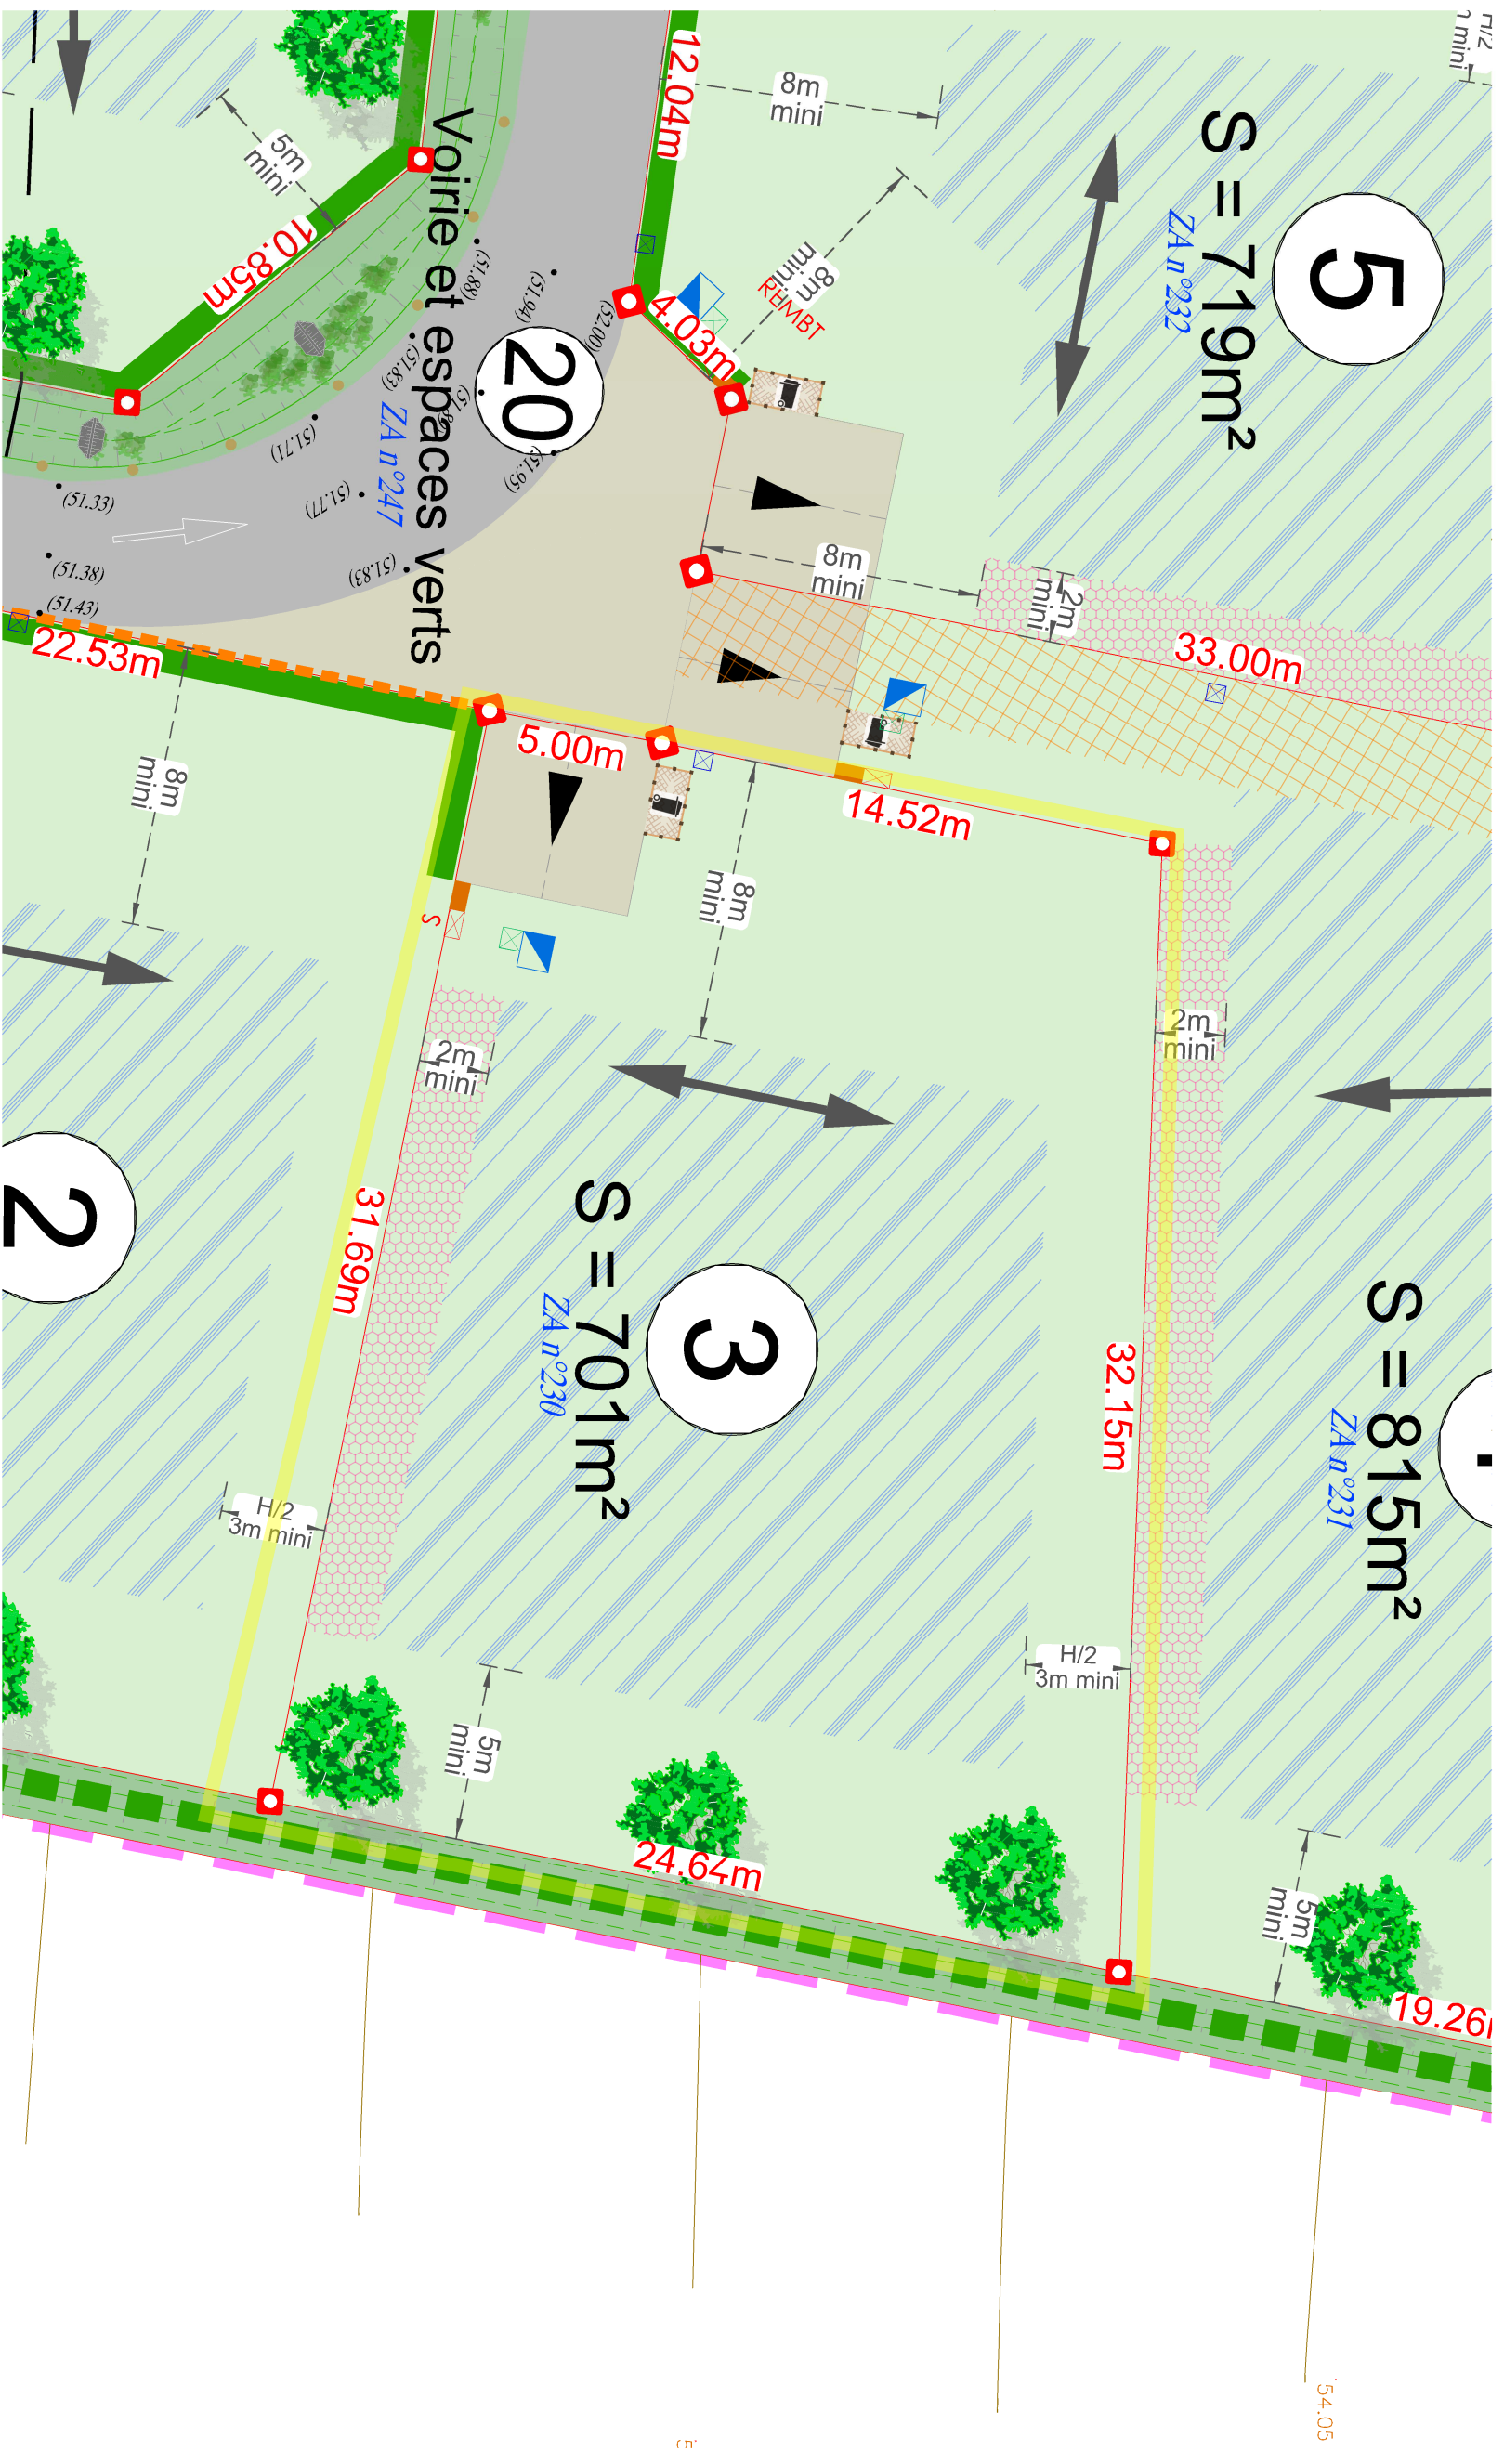 H/2
mini
12.04m
8m
mini
S = 719m²
ZA n°232
5
5m
mini
10.85m
Voirie et espaces verts
ZA n°247
20
(51.88)
(51.94)
(52.00)
(51.83)
(51.95)
(51.71)
(51.77)
(51.83)
(51.33)
(51.38)
(51.43)
8m
mini
4.03m
REMBT
8m
mini
2m
mini
33.00m
22.53m
5.00m
14.52m
8m
mini
8m
mini
S
2m
mini
2m
mini
31.69m
2
S = 701m²
ZA n°230
3
32.15m
S = 815m²
ZA n°231
H/2
3m mini
H/2
3m mini
5m
mini
24.64m
5m
mini
19.26
54.05